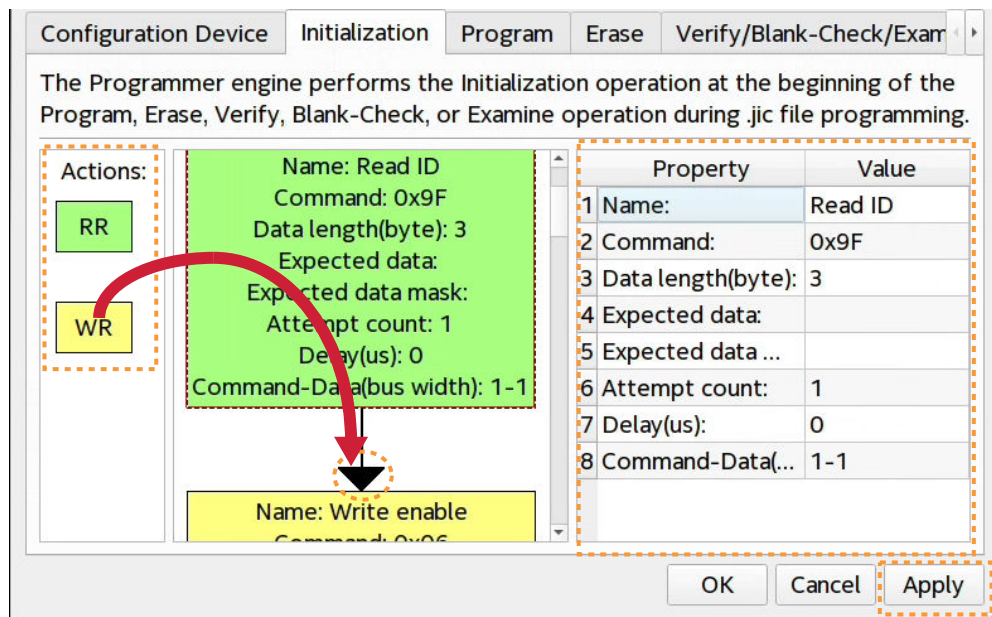 Configuration Device
Initialization
Program
Erase
Verify/Blank-Check/Exam
The Programmer engine performs the Initialization operation at the beginning of the
Program, Erase, Verify, Blank-Check, or Examine operation during .jic file programming.
Actions:
RR
WR
Name: Read ID
Command: 0x9F
Data length(byte): 3
Expected data:
Expected data mask:
Attempt count: 1
Delay(us): 0
Command-Data(bus width): 1-1
Name: Write enable
Command: 0x06
Property Value
1 Name: Read ID
2 Command: 0x9F
3 Data length(byte): 3
4 Expected data:
5 Expected data ...
6 Attempt count: 1
7 Delay(us): 0
8 Command-Data(... 1-1
OK
Cancel
Apply